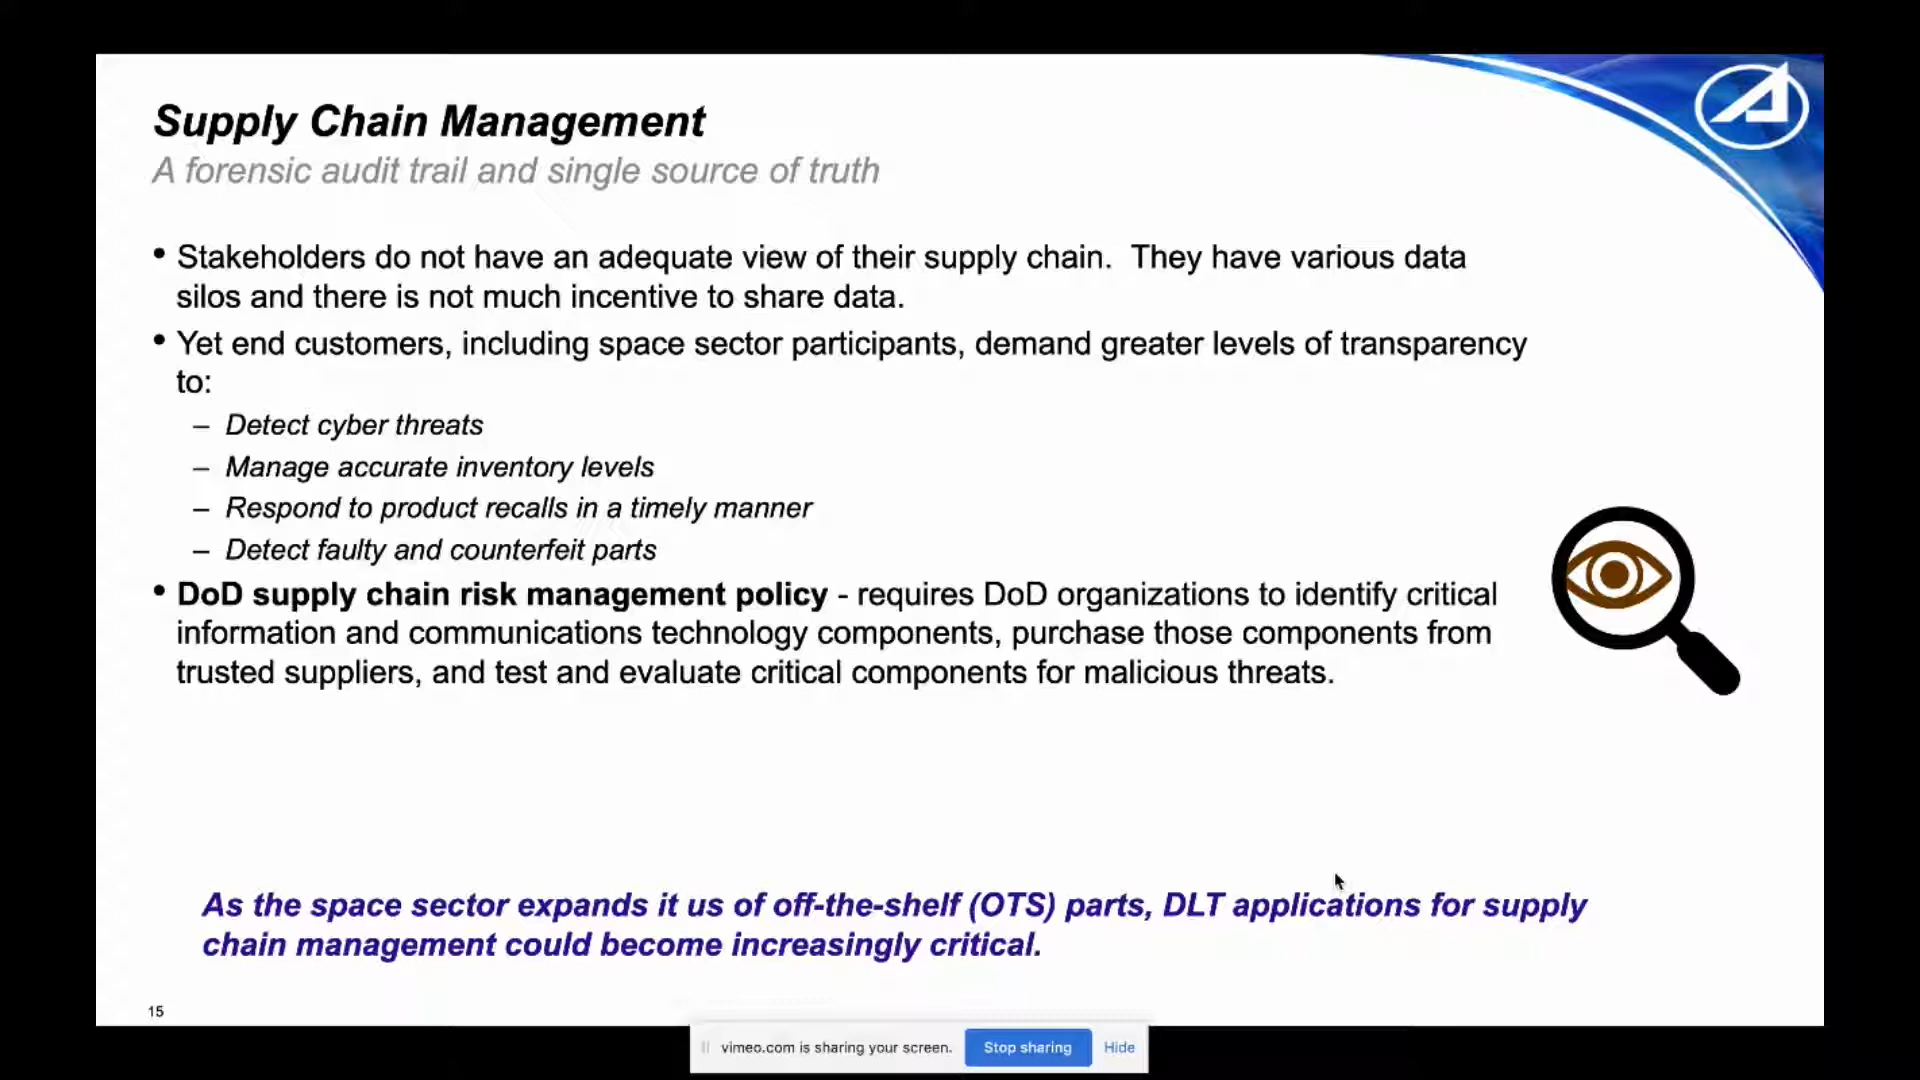 Supply Chain Management
A forensic audit trail and single source of truth
• Stakeholders do not have an adequate view of their supply chain.  They have various data
silos and there is not much incentive to share data.
• Yet end customers, including space sector participants, demand greater levels of transparency
to:
– Detect cyber threats
– Manage accurate inventory levels
– Respond to product recalls in a timely manner
– Detect faulty and counterfeit parts
• DoD supply chain risk management policy - requires DoD organizations to identify critical
information and communications technology components, purchase those components from
trusted suppliers, and test and evaluate critical components for malicious threats.
As the space sector expands it us of off-the-shelf (OTS) parts, DLT applications for supply
chain management could become increasingly critical.
15
vimeo.com is sharing your screen. Stop sharing Hide